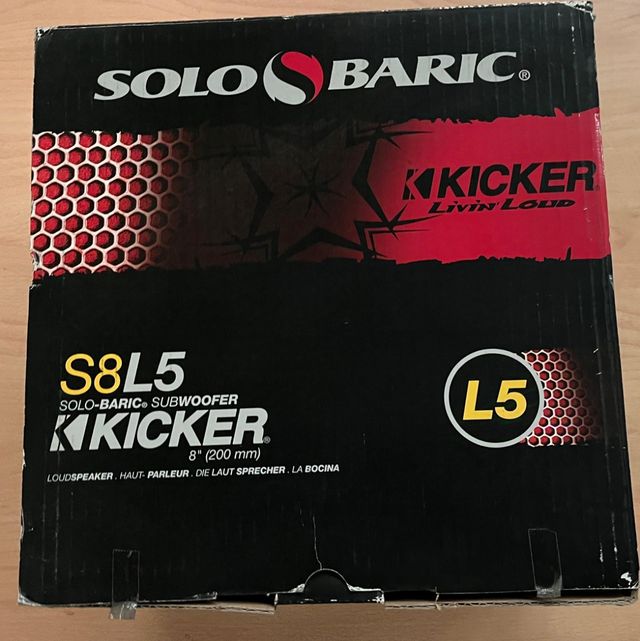 SOLO BARIC®
KICKER
LIVIN' LOUD
S8L5
SOLO-BARIC® SUBWOOFER
KICKER®
8" (200 mm)
LOUDSPEAKER . HAUT- PARLEUR . DIE LAUT SPRECHER . LA BOCINA
L5